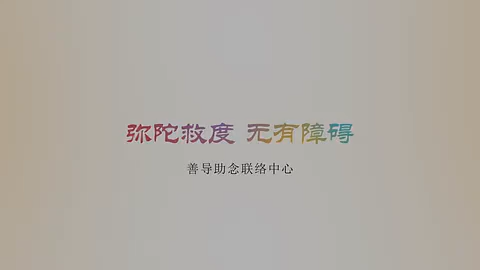 弥陀救度 无有障碍
善导助念联络中心